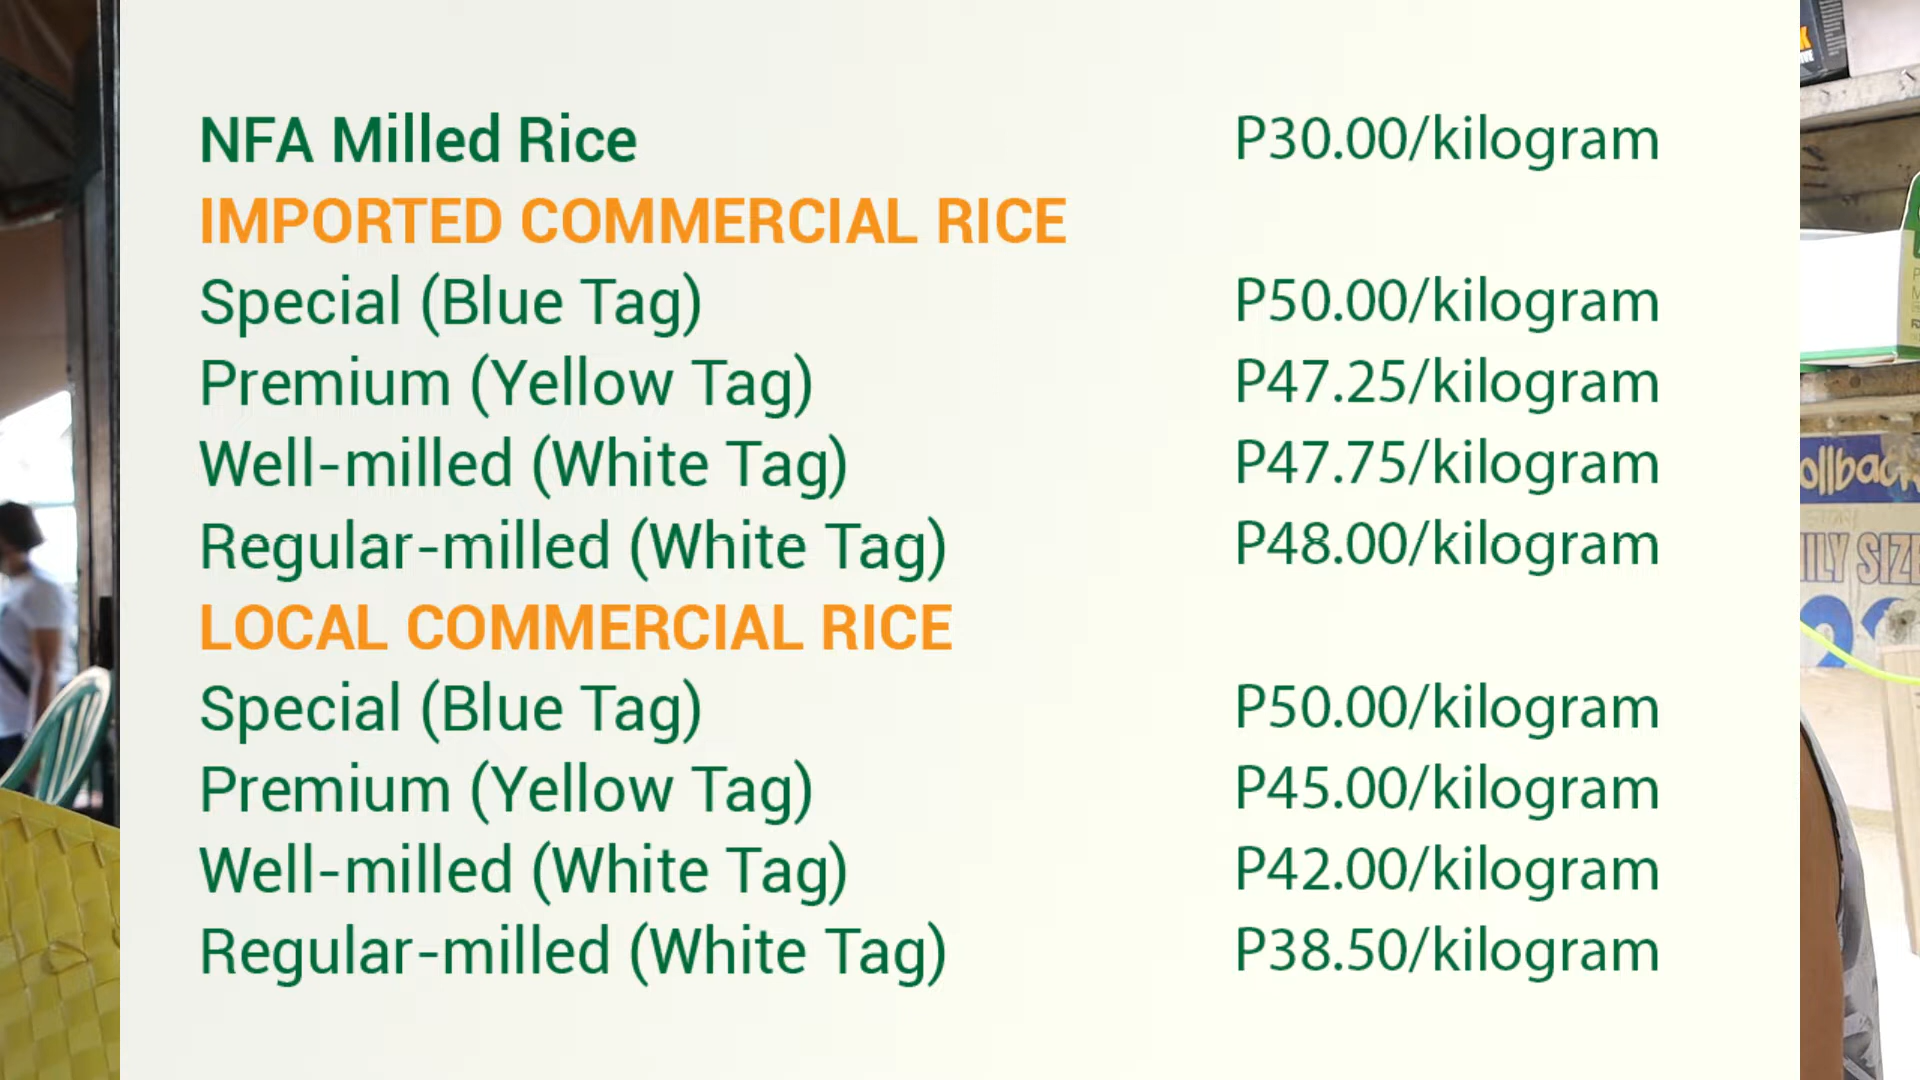 NFA Milled Rice P30.00/kilogram
IMPORTED COMMERCIAL RICE
Special (Blue Tag) P50.00/kilogram
Premium (Yellow Tag) P47.25/kilogram
Well-milled (White Tag) P47.75/kilogram
Regular-milled (White Tag) P48.00/kilogram
LOCAL COMMERCIAL RICE
Special (Blue Tag) P50.00/kilogram
Premium (Yellow Tag) P45.00/kilogram
Well-milled (White Tag) P42.00/kilogram
Regular-milled (White Tag) P38.50/kilogram